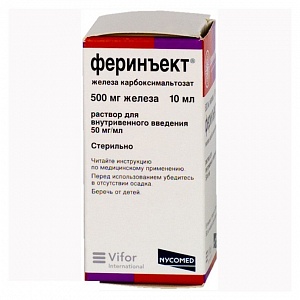 феринъект®
железа карбоксимальтозат
500 мг железа 10 мл
раствор для
внутривенного введения
50 мг/мл
Стерильно
Читайте инструкцию
по медицинскому применению
Перед использованием убедитесь
в отсутствии осадка
Беречь от детей
Vifor
International
NYCOMED